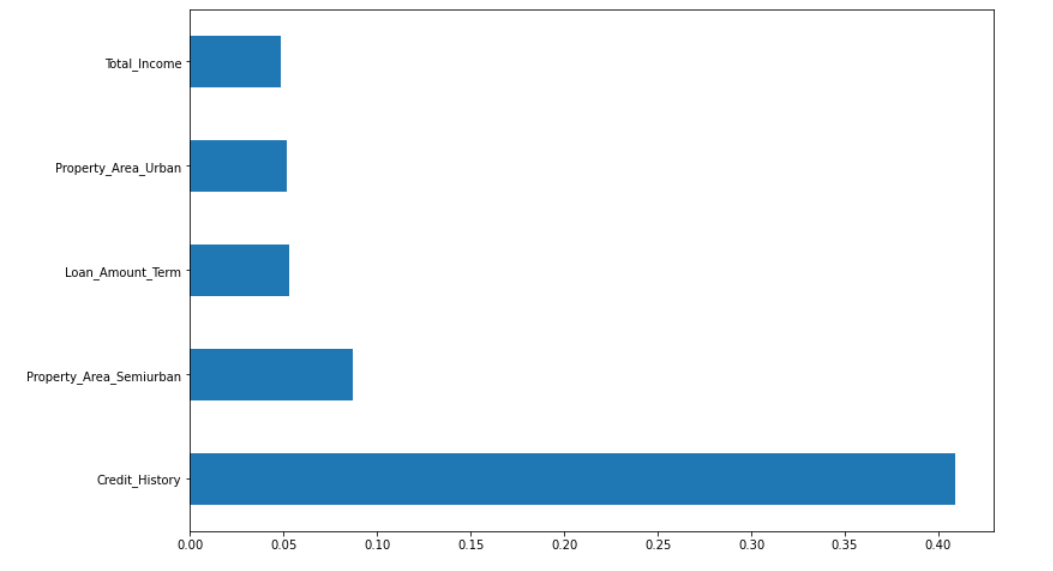 Total_Income
Property_Area_Urban
Loan_Amount_Term
Property_Area_Semiurban
Credit_History
0.00 0.05 0.10 0.15 0.20 0.25 0.30 0.35 0.40